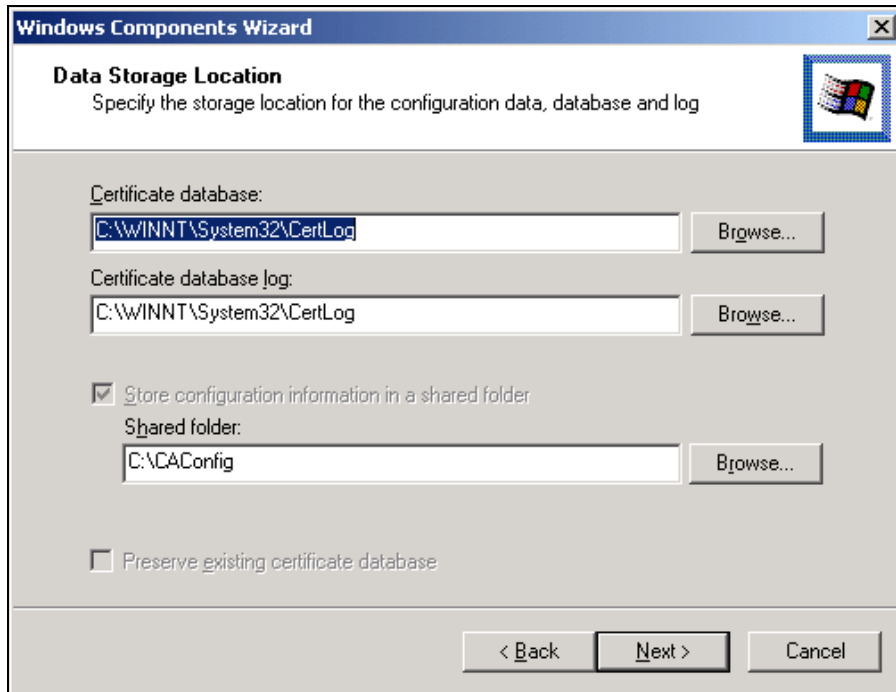 Windows Components Wizard
Data Storage Location
Specify the storage location for the configuration data, database and log
Certificate database:
C:\WINNT\System32\CertLog
Browse...
Certificate database log:
C:\WINNT\System32\CertLog
Browse...
Store configuration information in a shared folder
Shared folder:
C:\CAConfig
Browse...
Preserve existing certificate database
< Back
Next >
Cancel